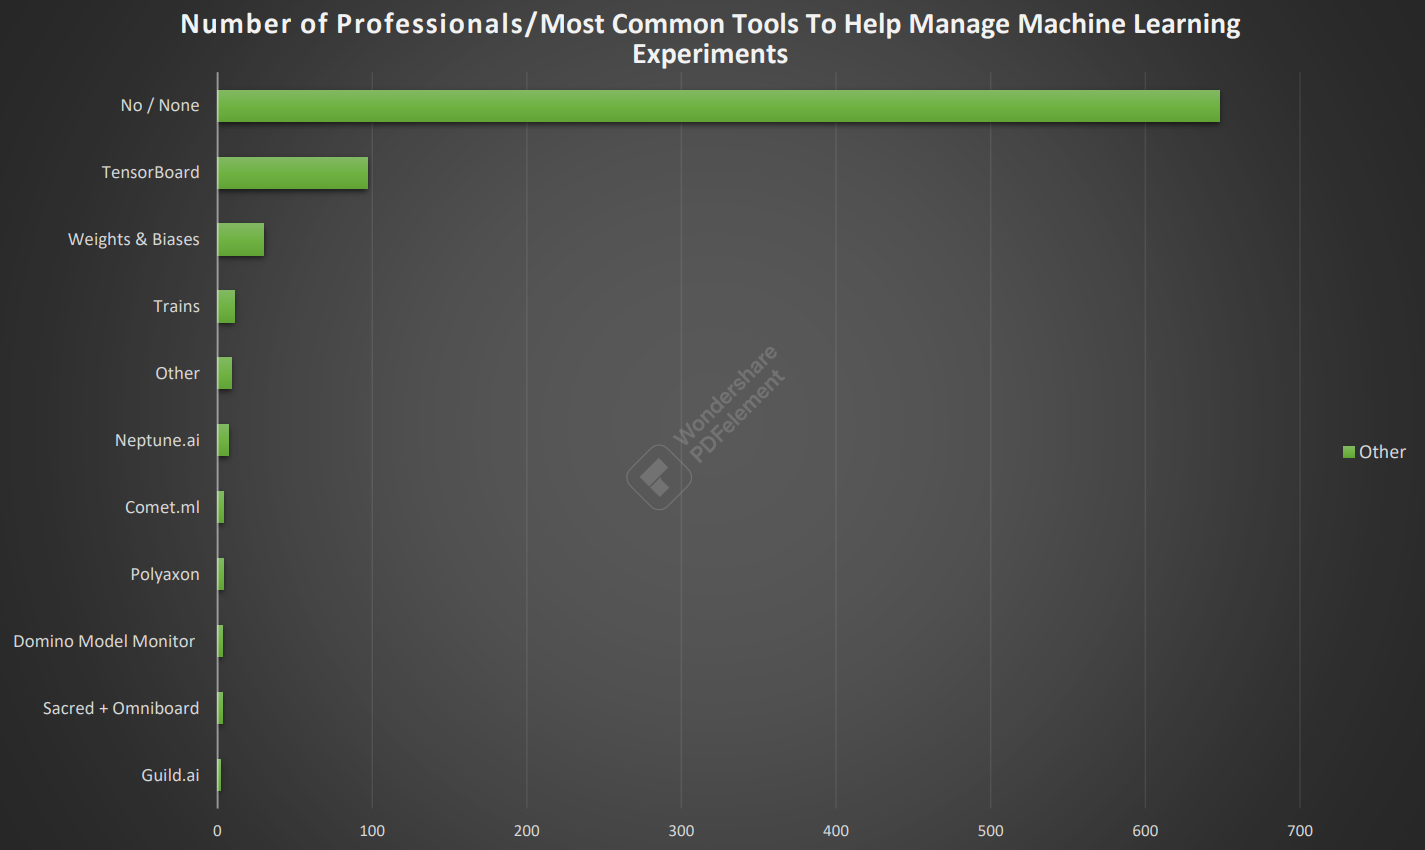 Number of Professionals/Most Common Tools To Help Manage Machine Learning
Experiments
No / None
TensorBoard
Weights & Biases
Trains
Other
Neptune.ai
Comet.ml
Polyaxon
Domino Model Monitor
Sacred + Omniboard
Guild.ai
0 100 200 300 400 500 600 700
Other
Wondershare
PDFelement